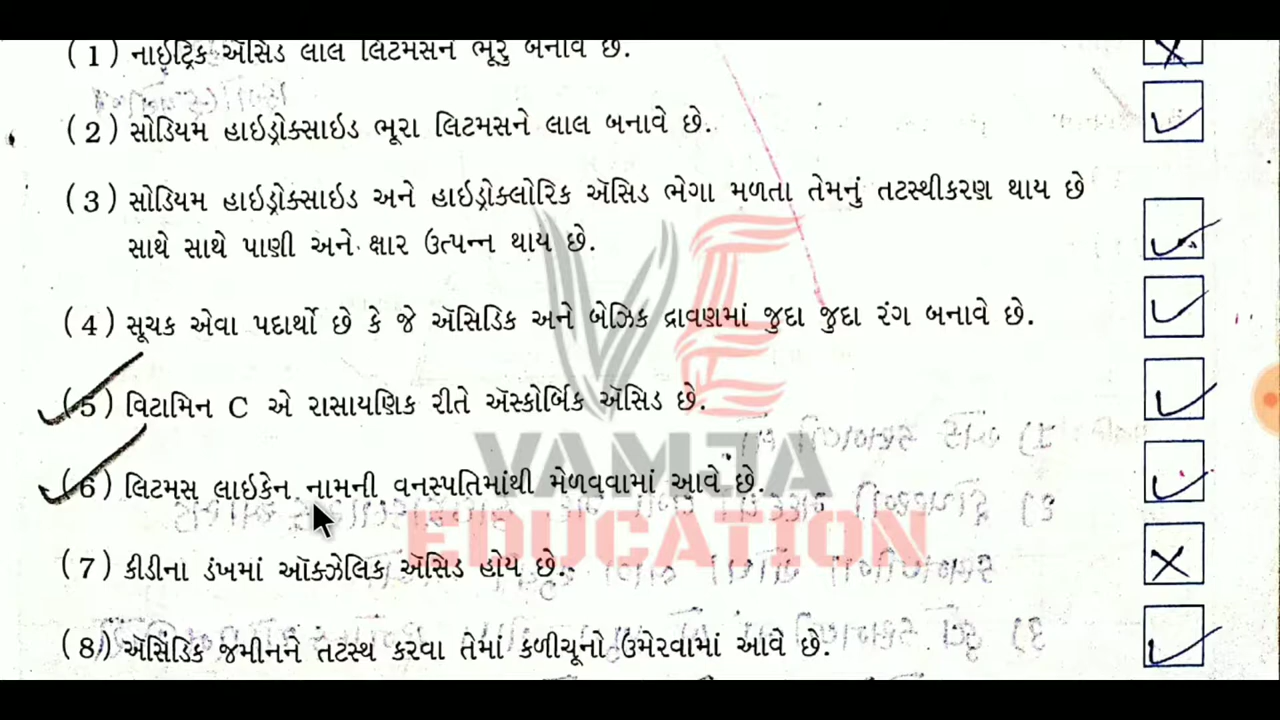 (1) નાઇટ્રિક ઍસિડ લાલ લિટમસને ભૂરું બનાવે છે.
(2) સોડિયમ હાઇડ્રોક્સાઇડ ભૂરા લિટમસને લાલ બનાવે છે.
(3) સોડિયમ હાઇડ્રોક્સાઇડ અને હાઇડ્રોક્લોરિક ઍસિડ ભેગા મળતા તેમનું તટસ્થીકરણ થાય છે
સાથે સાથે પાણી અને ક્ષાર ઉત્પન્ન થાય છે.
(4) સૂચક એવા પદાર્થો છે કે જે ઍસિડિક અને બેઝિક દ્રાવણમાં જુદા જુદા રંગ બનાવે છે.
(5) વિટામિન C એ રાસાયણિક રીતે ઍસ્કોર્બિક ઍસિડ છે.
(6) લિટમસ લાઇકેન નામની વનસ્પતિમાંથી મેળવવામાં આવે છે.
(7) કીડીના ડંખમાં ઑક્ઝેલિક ઍસિડ હોય છે.
(8) ઍસિડિક જમીનને તટસ્થ કરવા તેમાં કળીચૂનો ઉમેરવામાં આવે છે.
VAMJA
EDUCATION